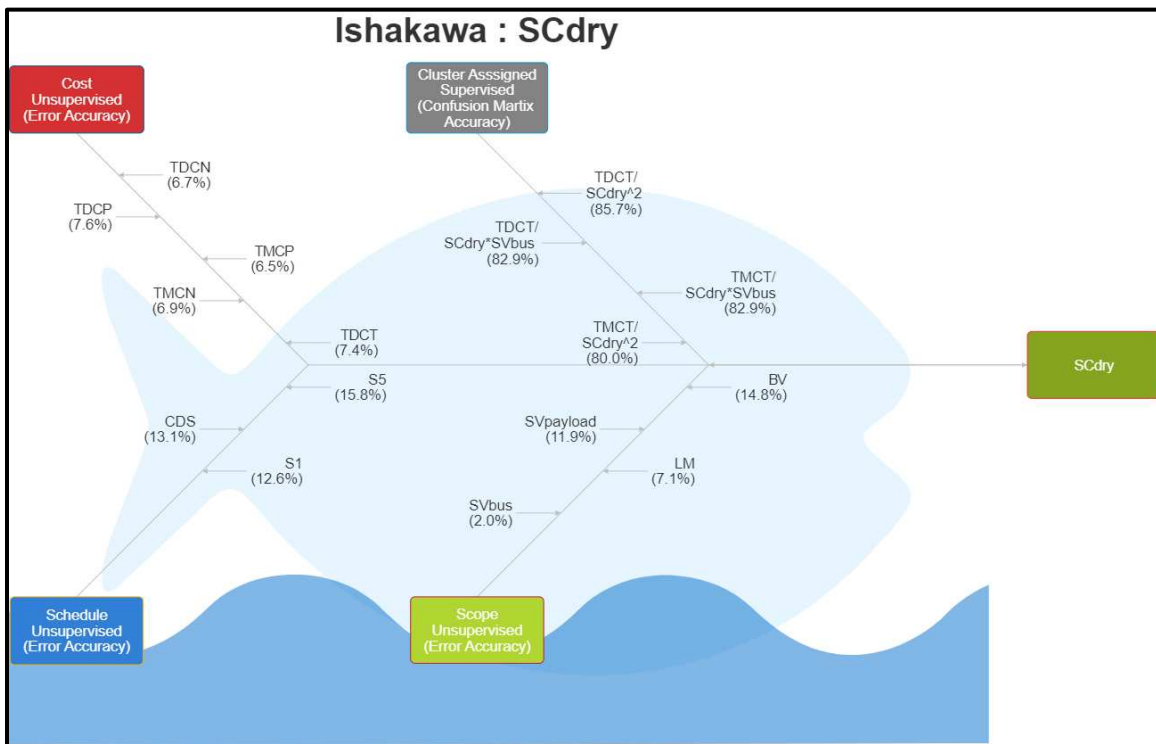 Ishakawa : SCdry
Cost
Unsupervised
(Error Accuracy)
TDCN
(6.7%)
TDCP
(7.6%)
TMCP
(6.5%)
TMCN
(6.9%)
TDCT
(7.4%)
Cluster Asssigned
Supervised
(Confusion Martix
Accuracy)
TDCT/
SCdry^2
(85.7%)
TDCT/
SCdry*SVbus
(82.9%)
TMCT/
SCdry*SVbus
(82.9%)
TMCT/
SCdry^2
(80.0%)
SCdry
S5
(15.8%)
CDS
(13.1%)
S1
(12.6%)
Schedule
Unsupervised
(Error Accuracy)
BV
(14.8%)
SVpayload
(11.9%)
LM
(7.1%)
SVbus
(2.0%)
Scope
Unsupervised
(Error Accuracy)